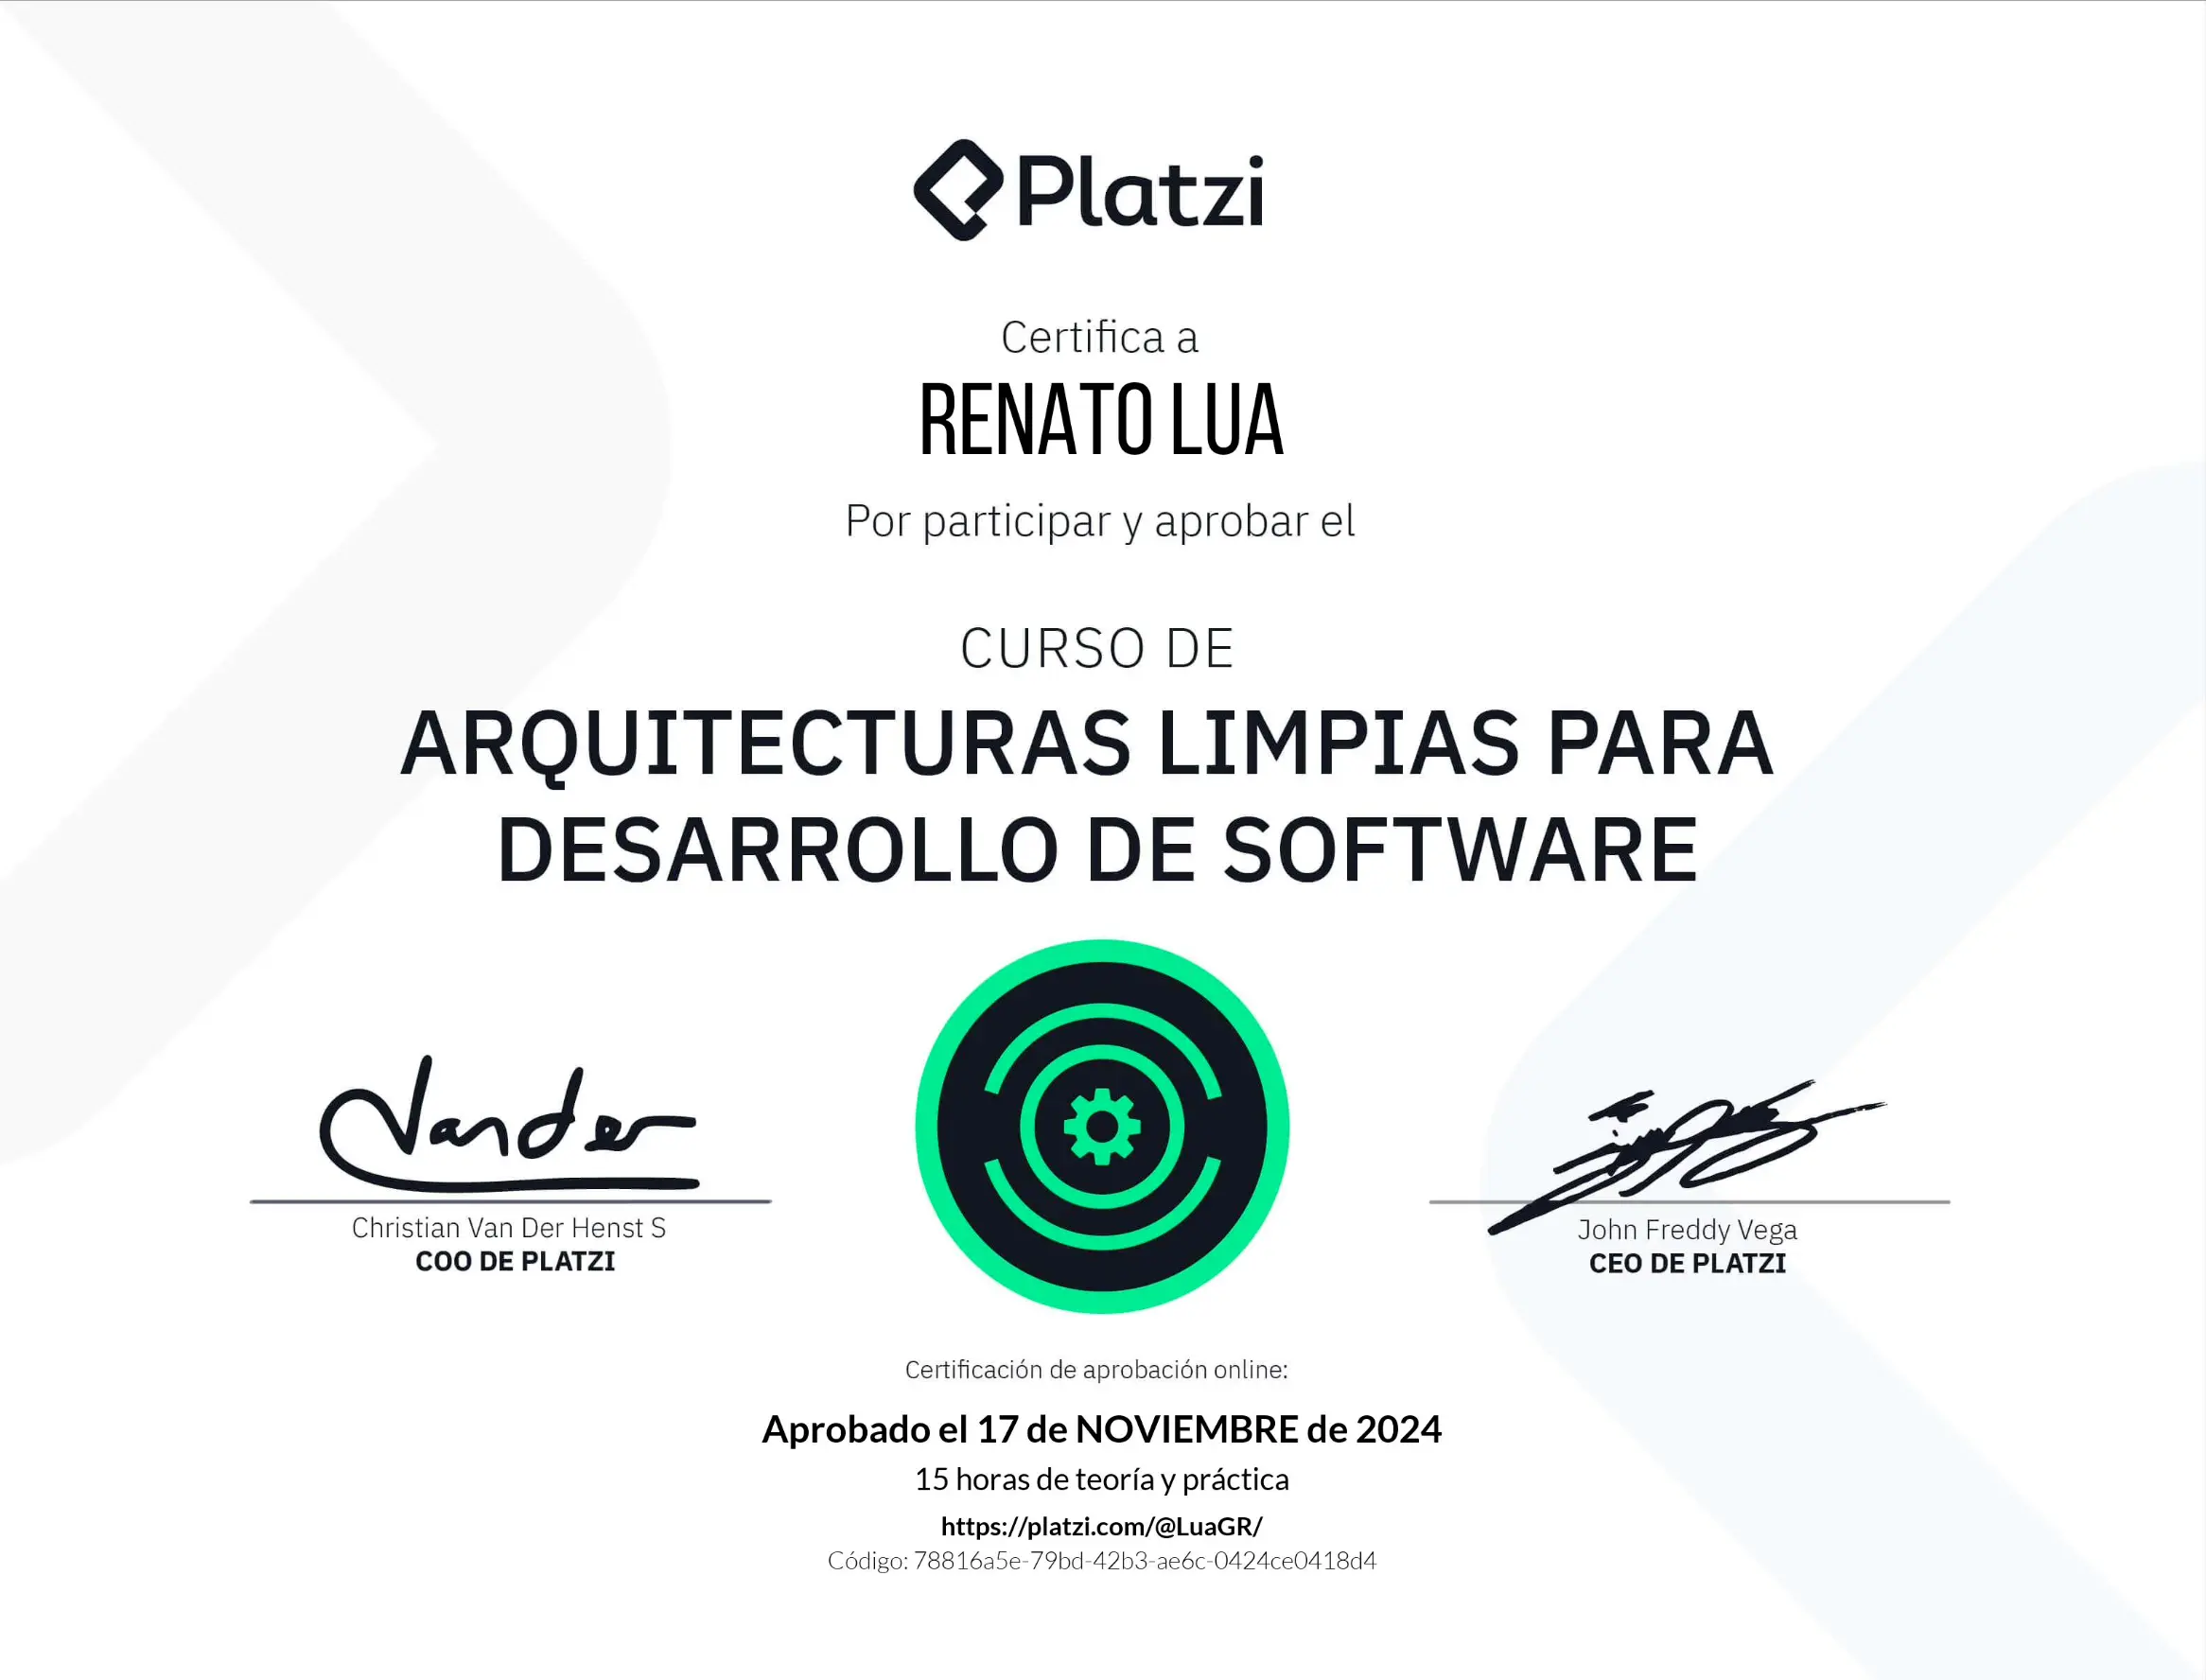 Platzi
Certifica a
RENATO LUA
Por participar y aprobar el
CURSO DE
ARQUITECTURAS LIMPIAS PARA
DESARROLLO DE SOFTWARE
Vander
Christian Van Der Henst S
COO DE PLATZI
John Freddy Vega
CEO DE PLATZI
Certificación de aprobación online:
Aprobado el 17 de NOVIEMBRE de 2024
15 horas de teoría y práctica
https://platzi.com/@LuaGR/
Código: 78816a5e-79bd-42b3-ae6c-0424ce0418d4